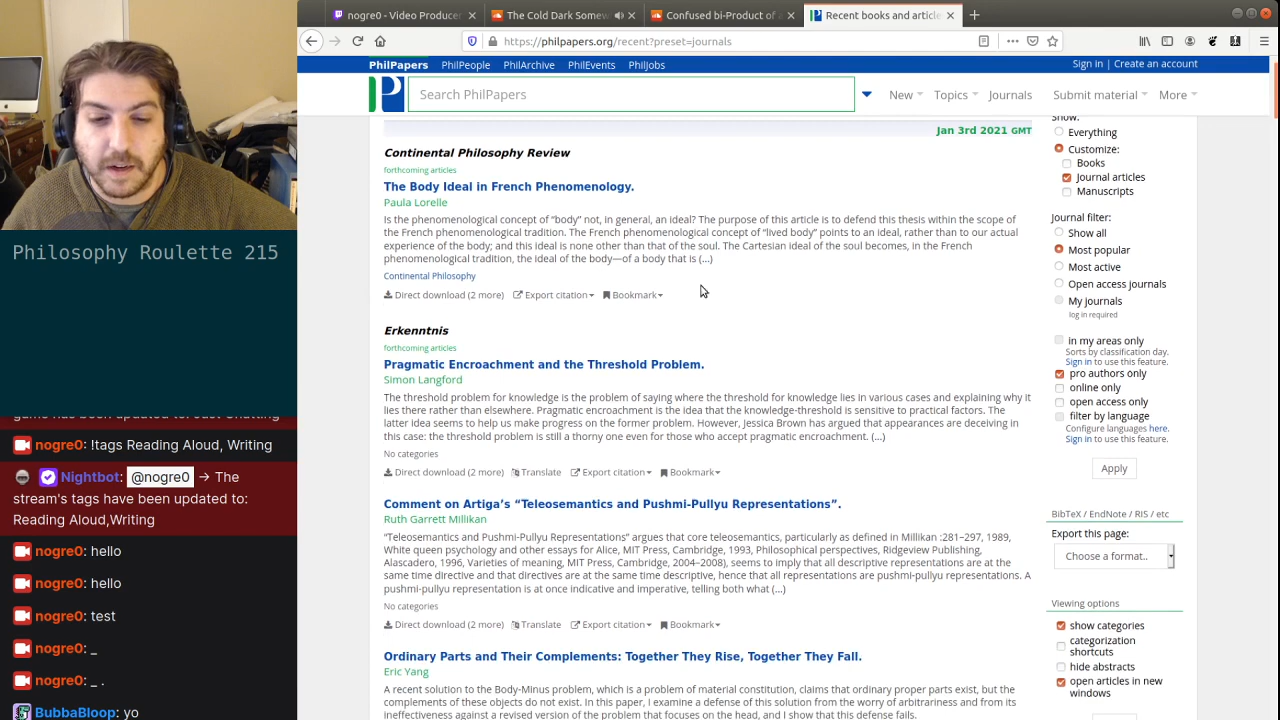 nogre0 - Video Producer
The Cold Dark Somew
Confused bi-Product of a
Recent books and article
https://philpapers.org/recent?preset=journals
PhilPapers PhilPeople PhilArchive PhilEvents PhilJobs
Sign in | Create an account
Search PhilPapers
New Topics Journals Submit material More
Jan 3rd 2021 GMT
Continental Philosophy Review
forthcoming articles
The Body Ideal in French Phenomenology.
Paula Lorelle
Is the phenomenological concept of “body” not, in general, an ideal? The purpose of this article is to defend this thesis within the scope of
the French phenomenological tradition. The French phenomenological concept of “lived body” points to an ideal, rather than to our actual
experience of the body; and this ideal is none other than that of the soul. The Cartesian ideal of the soul becomes, in the French
phenomenological tradition, the ideal of the body—of a body that is (...)
Continental Philosophy
Direct download (2 more) Export citation Bookmark
Erkenntnis
forthcoming articles
Pragmatic Encroachment and the Threshold Problem.
Simon Langford
The threshold problem for knowledge is the problem of saying where the threshold for knowledge lies in various cases and explaining why it
lies there rather than elsewhere. Pragmatic encroachment is the idea that the knowledge-threshold is sensitive to practical factors. The
latter idea seems to help us make progress on the former problem. However, Jessica Brown has argued that appearances are deceiving in
this case: the threshold problem is still a thorny one even for those who accept pragmatic encroachment. (...)
No categories
Direct download (2 more) Translate Export citation Bookmark
Comment on Artiga’s “Teleosemantics and Pushmi-Pullyu Representations”.
Ruth Garrett Millikan
“Teleosemantics and Pushmi-Pullyu Representations” argues that core teleosemantics, particularly as defined in Millikan :281–297, 1989,
White queen psychology and other essays for Alice, MIT Press, Cambridge, 1993, Philosophical perspectives, Ridgeview Publishing,
Alascadero, 1996, Varieties of meaning, MIT Press, Cambridge, 2004–2008), seems to imply that all descriptive representations are at the
same time directive and that directives are at the same time descriptive, hence that all representations are pushmi-pullyu representations. A
pushmi-pullyu representation is at once indicative and imperative, telling both what (...)
No categories
Direct download (2 more) Translate Export citation Bookmark
Ordinary Parts and Their Complements: Together They Rise, Together They Fall.
Eric Yang
A recent solution to the Body-Minus problem, which is a problem of material constitution, claims that ordinary proper parts exist, but the
complements of these objects do not exist. In this paper, I examine a defense of this solution from the worry of arbitrariness and from its
ineffectiveness against a revised version of the problem that focuses on the head, and I show that this defense fails.
Show:
Everything
Customize:
Books
Journal articles
Manuscripts
Journal filter:
Show all
Most popular
Most active
Open access journals
My journals
log in required
in my areas only
Sorts by classification day.
Sign in to use this feature.
pro authors only
online only
open access only
filter by language
Configure languages here.
Sign in to use this feature.
Apply
BibTeX / EndNote / RIS / etc
Export this page:
Choose a format..
Viewing options
show categories
categorization
shortcuts
hide abstracts
open articles in new
windows
Philosophy Roulette 215
game has been updated to: Just Chatting
nogre0: !tags Reading Aloud, Writing
Nightbot: @nogre0 → The
stream's tags have been updated to:
Reading Aloud,Writing
nogre0: hello
nogre0: hello
nogre0: test
nogre0: _
nogre0: _ .
BubbaBloop: yo